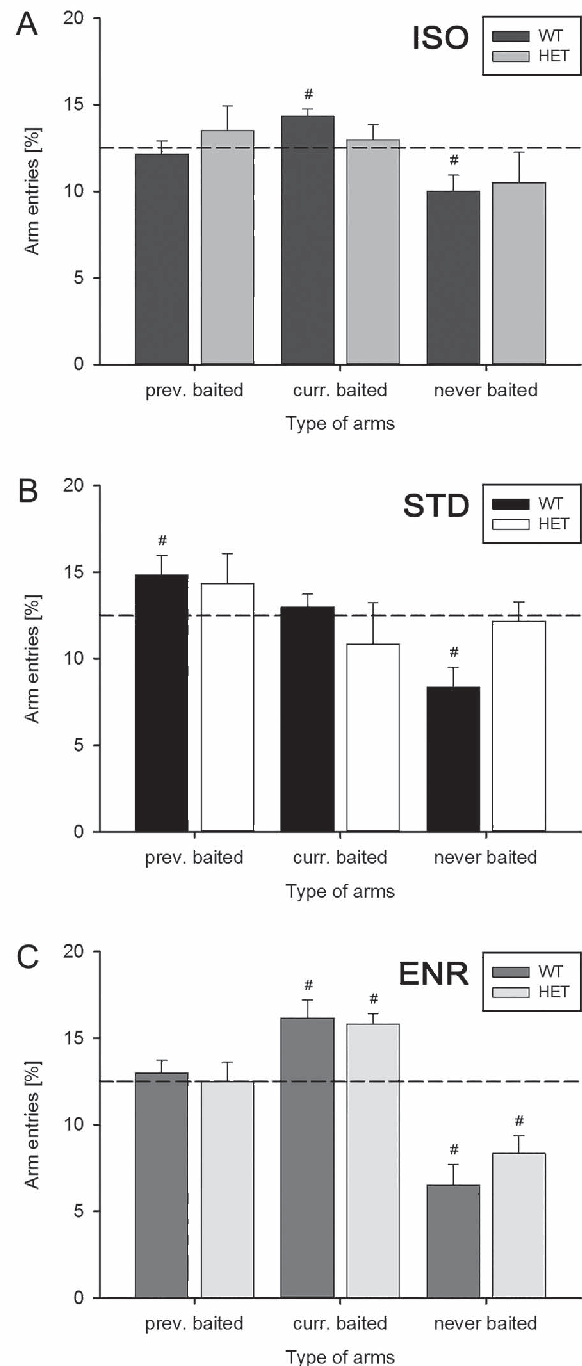 A
ISO
WT
HET
20
15
10
5
0
Arm entries [%]
#
#
prev. baited
curr. baited
never baited
Type of arms
B
STD
WT
HET
20
15
10
5
0
Arm entries [%]
#
#
prev. baited
curr. baited
never baited
Type of arms
C
ENR
WT
HET
20
15
10
5
0
Arm entries [%]
#
#
#
#
prev. baited
curr. baited
never baited
Type of arms